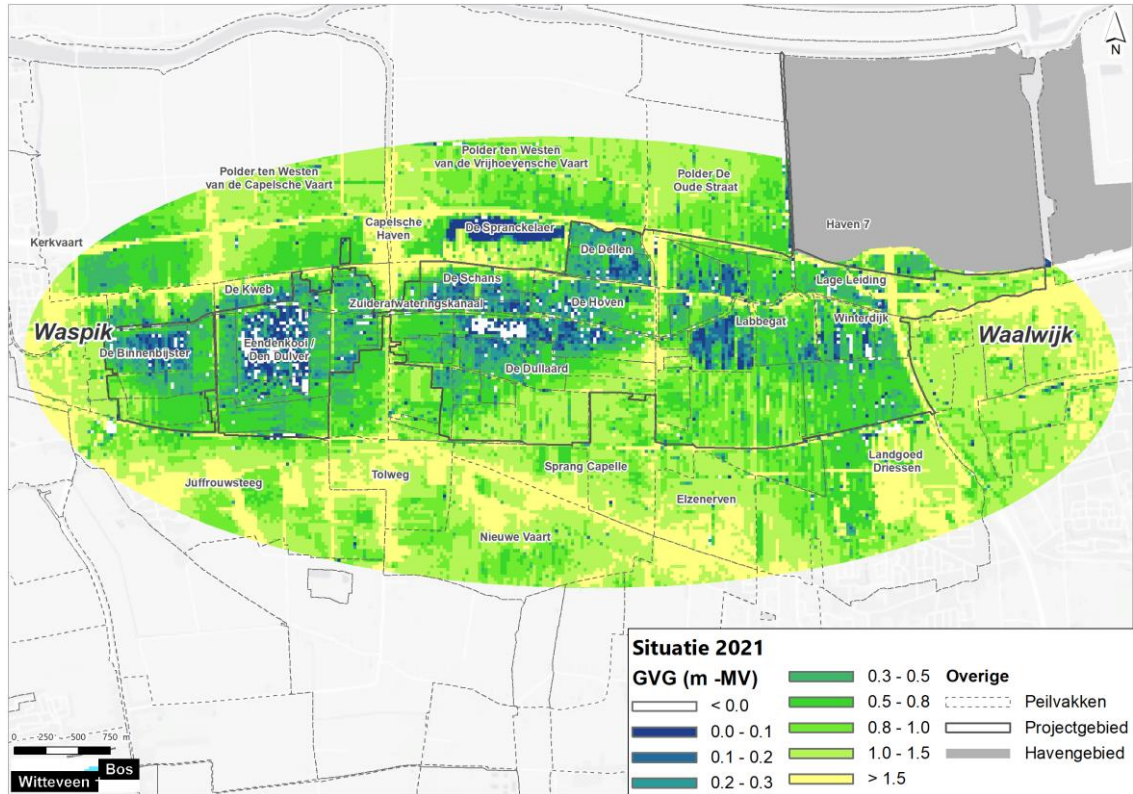 N
Polder ten Westen
van de Vrijhoevensche Vaart
Polder ten Westen
van de Capelsche Vaart
Polder De
Oude Straat
Kerkvaart
Capelsche
Haven
De Spranckelaer
De Dellen
Haven 7
De Kweb
De Schans
Zuiderafwateringskanaal
De Hoven
Lage Leiding
Waspik
De Binnenbijster
Eendenkooi /
Den Dulver
De Dullaard
Labbegat
Winterdijk
Waalwijk
Juffrouwsteeg
Tolweg
Sprang Capelle
Elzenerven
Landgoed
Driessen
Nieuwe Vaart
Situatie 2021
GVG (m -MV)
< 0.0
0.0 - 0.1
0.1 - 0.2
0.2 - 0.3
0.3 - 0.5
0.5 - 0.8
0.8 - 1.0
1.0 - 1.5
> 1.5
Overige
Peilvakken
Projectgebied
Havengebied
0 250 500 750 m
Witteveen Bos